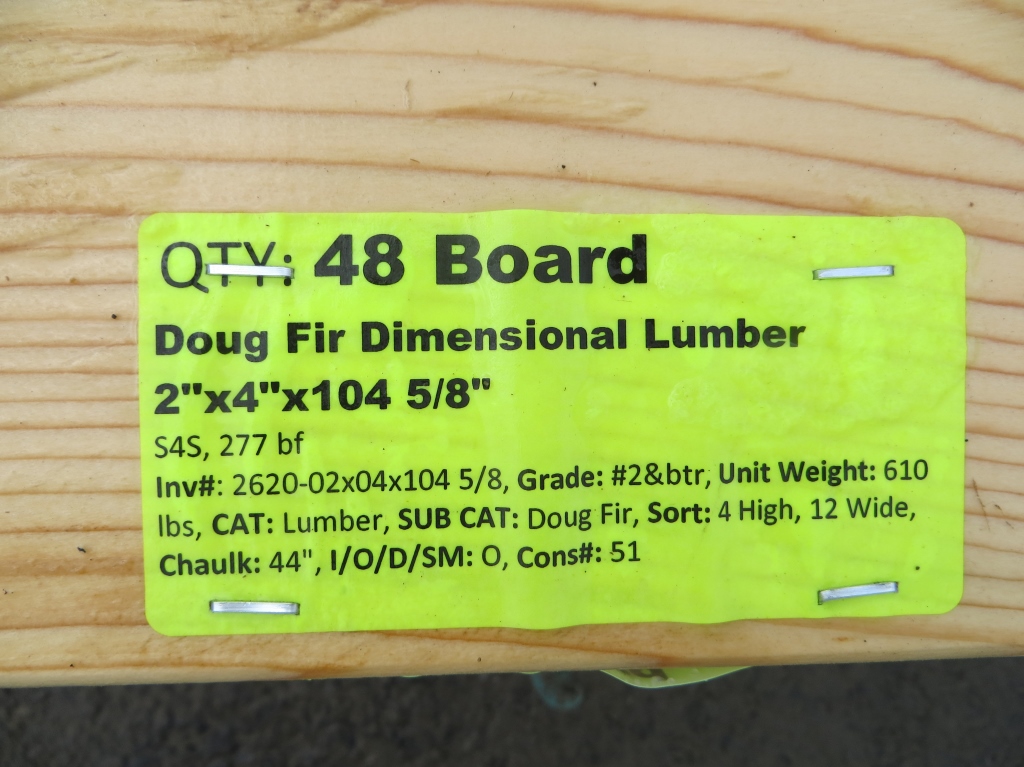 QTY: 48 Board
Doug Fir Dimensional Lumber
2"x4"x104 5/8"
S4S, 277 bf
Inv#: 2620-02x04x104 5/8, Grade: #2&btr, Unit Weight: 610
lbs, CAT: Lumber, SUB CAT: Doug Fir, Sort: 4 High, 12 Wide,
Chaulk: 44", I/O/D/SM: O, Cons#: 51